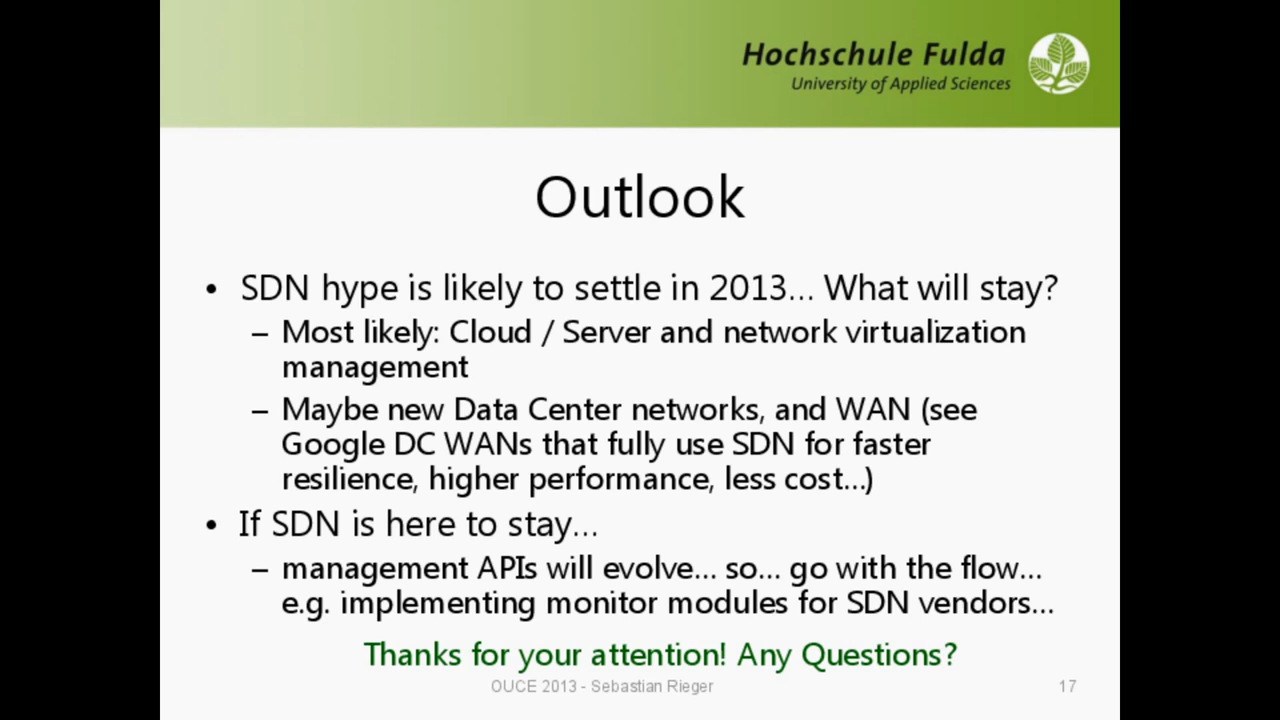 Hochschule Fulda
University of Applied Sciences
Outlook
• SDN hype is likely to settle in 2013… What will stay?
– Most likely: Cloud / Server and network virtualization
management
– Maybe new Data Center networks, and WAN (see
Google DC WANs that fully use SDN for faster
resilience, higher performance, less cost…)
• If SDN is here to stay…
– management APIs will evolve… so… go with the flow…
e.g. implementing monitor modules for SDN vendors…
Thanks for your attention! Any Questions?
OUCE 2013 - Sebastian Rieger
17